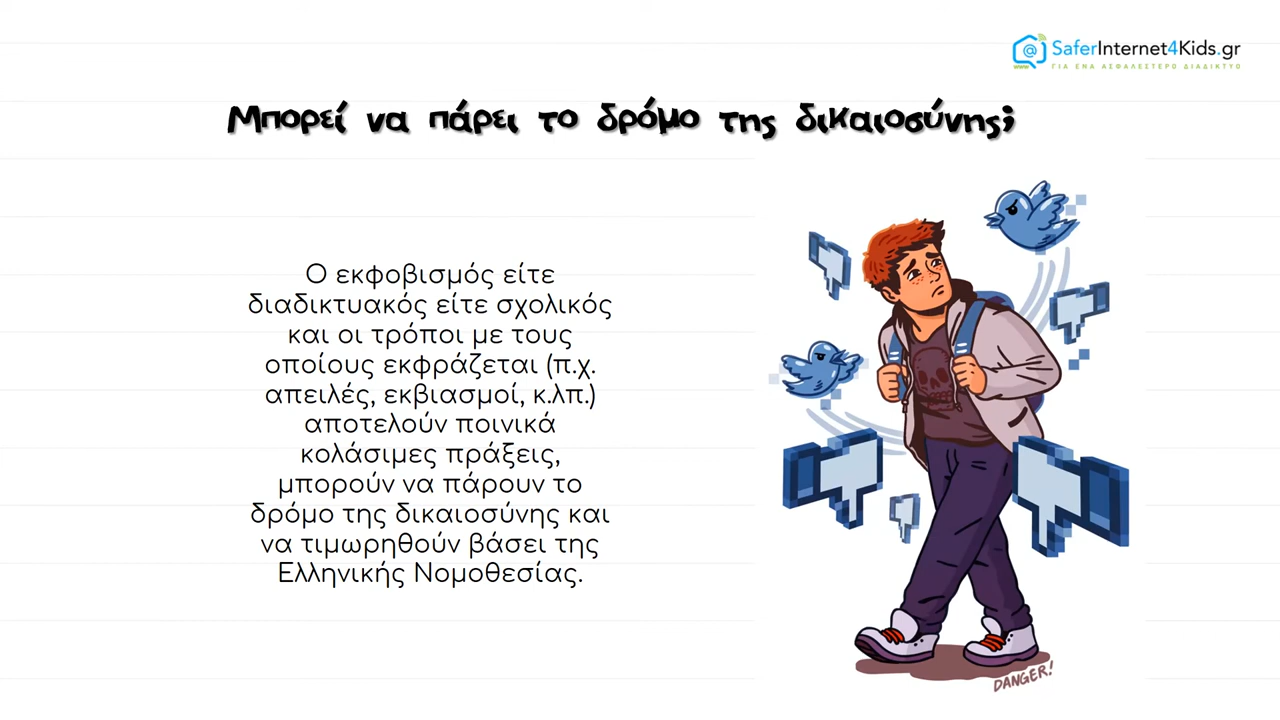 SaferInternet4Kids.gr
ΓΙΑ ΕΝΑ ΑΣΦΑΛΕΣΤΕΡΟ ΔΙΑΔΙΚΤΥΟ
Μπορεί να πάρει το δρόμο της δικαιοσύνης;
Ο εκφοβισμός είτε
διαδικτυακός είτε σχολικός
και οι τρόποι με τους
οποίους εκφράζεται (π.χ.
απειλές, εκβιασμοί, κ.λπ.)
αποτελούν ποινικά
κολάσιμες πράξεις,
μπορούν να πάρουν το
δρόμο της δικαιοσύνης και
να τιμωρηθούν βάσει της
Ελληνικής Νομοθεσίας.
DANGER!